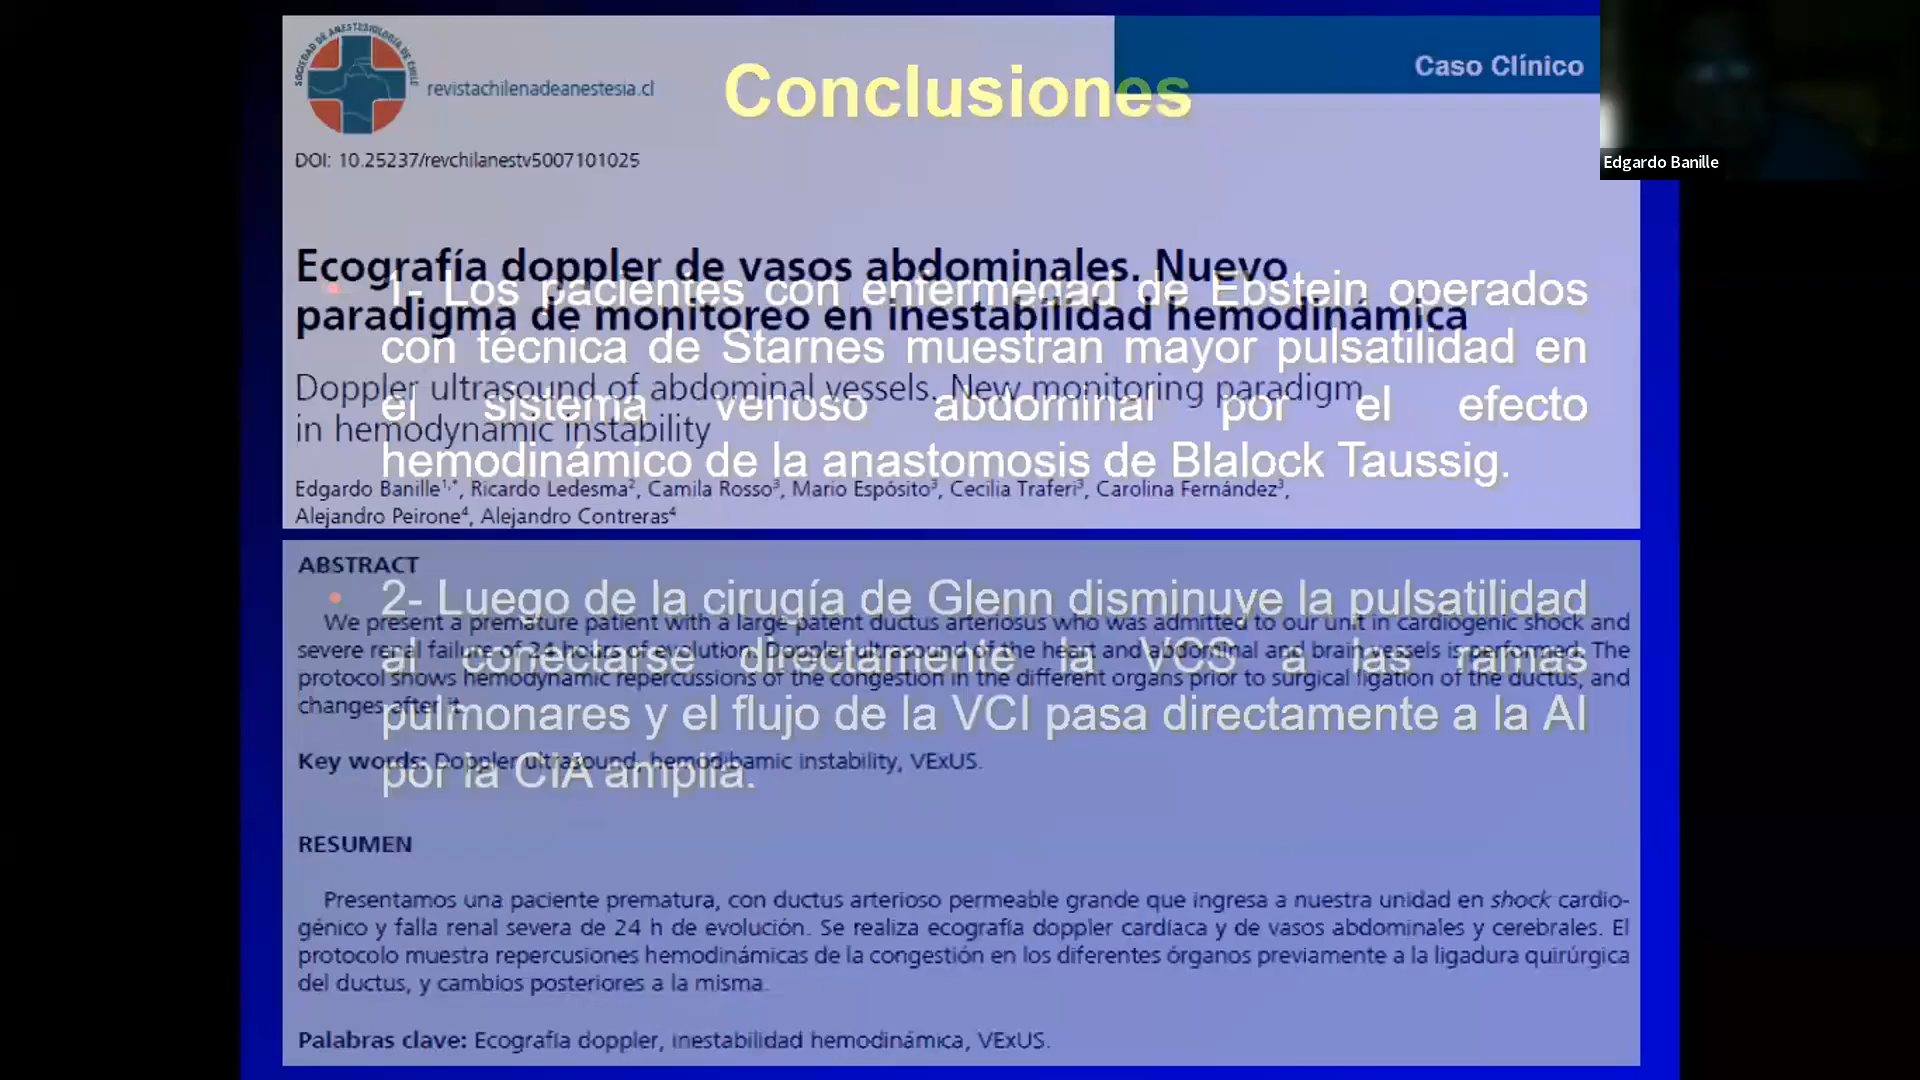 SOCIEDAD DE ANESTESIOLOGÍA DE CHILE
revistachilenadeanestesia.cl
Conclusiones
Caso Clínico
Edgardo Banille
DOI: 10.25237/revchilanestv5007101025
Ecografía doppler de vasos abdominales. Nuevo
paradigma de monitoreo en inestabilidad hemodinámica
Doppler ultrasound of abdominal vessels. New monitoring paradigm
in hemodynamic instability
Edgardo Banille¹,*, Ricardo Ledesma², Camila Rosso³, Mario Espósito³, Cecilia Traferi³, Carolina Fernández³,
Alejandro Peirone⁴, Alejandro Contreras⁴
• 1- Los pacientes con enfermedad de Ebstein operados
con técnica de Starnes muestran mayor pulsatilidad en
el sistema venoso abdominal por el efecto
hemodinámico de la anastomosis de Blalock Taussig.
• 2- Luego de la cirugía de Glenn disminuye la pulsatilidad
al conectarse directamente la VCS a las ramas
pulmonares y el flujo de la VCI pasa directamente a la AI
por la CIA amplia.
ABSTRACT
We present a premature patient with a large patent ductus arteriosus who was admitted to our unit in cardiogenic shock and
severe renal failure of 24 hours of evolution. Doppler ultrasound of the heart and abdominal and brain vessels is performed. The
protocol shows hemodynamic repercussions of the congestion in the different organs prior to surgical ligation of the ductus, and
changes after it.
Key words: Doppler ultrasound, hemodibamic instability, VExUS.
RESUMEN
Presentamos una paciente prematura, con ductus arterioso permeable grande que ingresa a nuestra unidad en shock cardio-
génico y falla renal severa de 24 h de evolución. Se realiza ecografía doppler cardíaca y de vasos abdominales y cerebrales. El
protocolo muestra repercusiones hemodinámicas de la congestión en los diferentes órganos previamente a la ligadura quirúrgica
del ductus, y cambios posteriores a la misma.
Palabras clave: Ecografía doppler, inestabilidad hemodinámica, VExUS.